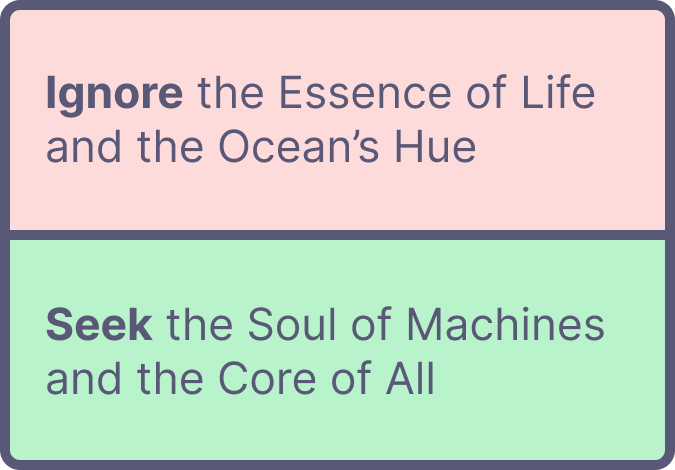 Ignore the Essence of Life
and the Ocean’s Hue
Seek the Soul of Machines
and the Core of All